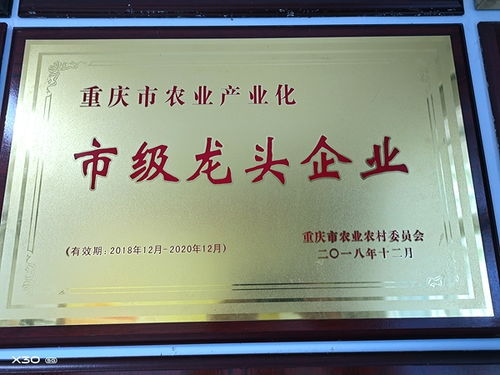 重庆市农业产业化
市级龙头企业
(有效期:2018年12月-2020年12月)
重庆市农业农村委员会
二〇一八年十二月
X30 5G